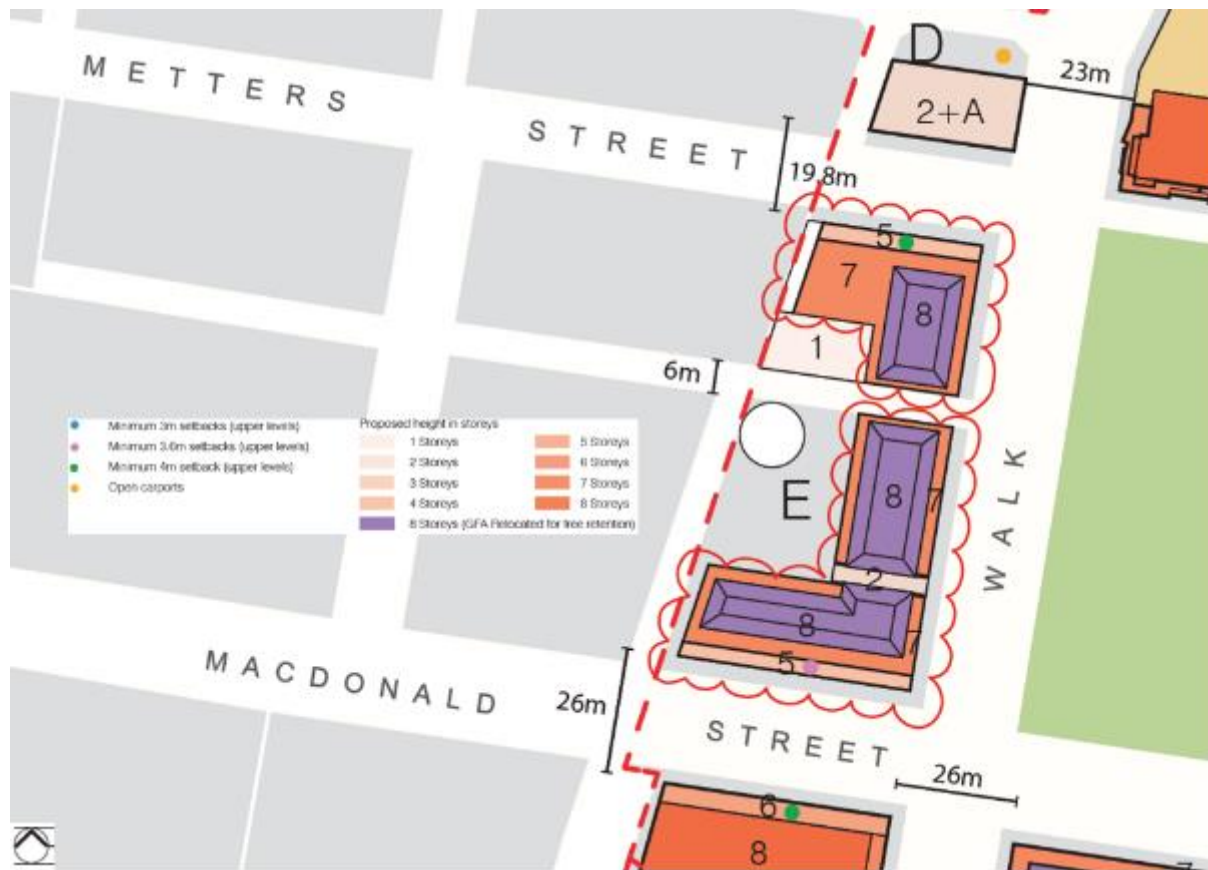 D
23m
METTERS STREET
2+A
19.8m
5
7
8
1
6m
Minimum 3m setbacks (upper levels)
Minimum 3.6m setbacks (upper levels)
Minimum 4m setback (upper levels)
Open carports
Proposed height in storeys
1 Storeys
2 Storeys
3 Storeys
4 Storeys
5 Storeys
6 Storeys
7 Storeys
8 Storeys
8 Storeys (GFA Relocated for tree retention)
E
8
7
WALK
2
8
7
5
MACDONALD STREET
26m
26m
6
8
7